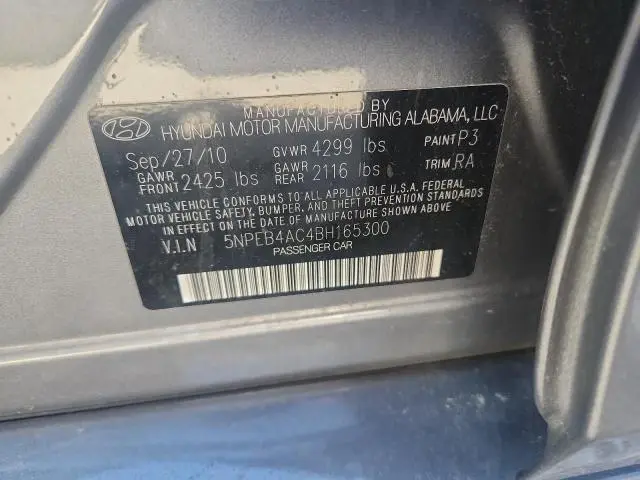 MANUFACTURED BY
HYUNDAI MOTOR MANUFACTURING ALABAMA, LLC
Sep/27/10 GVWR 4299 lbs PAINT P3
GAWR FRONT 2425 lbs GAWR REAR 2116 lbs TRIM RA
THIS VEHICLE CONFORMS TO ALL APPLICABLE U.S.A. FEDERAL
MOTOR VEHICLE SAFETY, BUMPER, AND THEFT PREVENTION STANDARDS
IN EFFECT ON THE DATE OF MANUFACTURE SHOWN ABOVE.
V.I.N 5NPEB4AC4BH165300
PASSENGER CAR